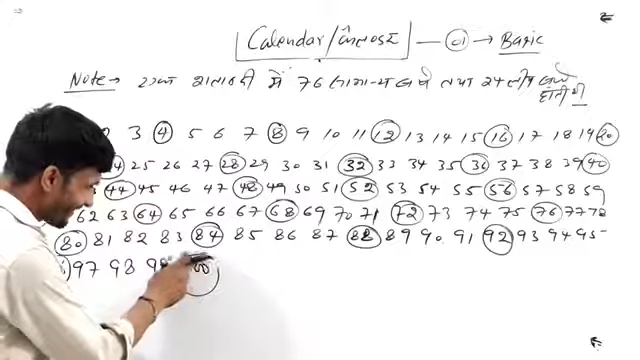 Calendar/कैलेण्डर — 01 → Basic
Note → एक शताब्दी में 76 सामान्य वर्ष तथा 24 लीप वर्ष
होती है
3 4 5 6 7 8 9 10 11 12 13 14 15 16 17 18 19 20
24 25 26 27 28 29 30 31 32 33 34 35 36 37 38 39 40
44 45 46 47 48 49 50 51 52 53 54 55 56 57 58 59
62 63 64 65 66 67 68 69 70 71 72 73 74 75 76 77 78
80 81 82 83 84 85 86 87 88 89 90 91 92 93 94 95
97 98